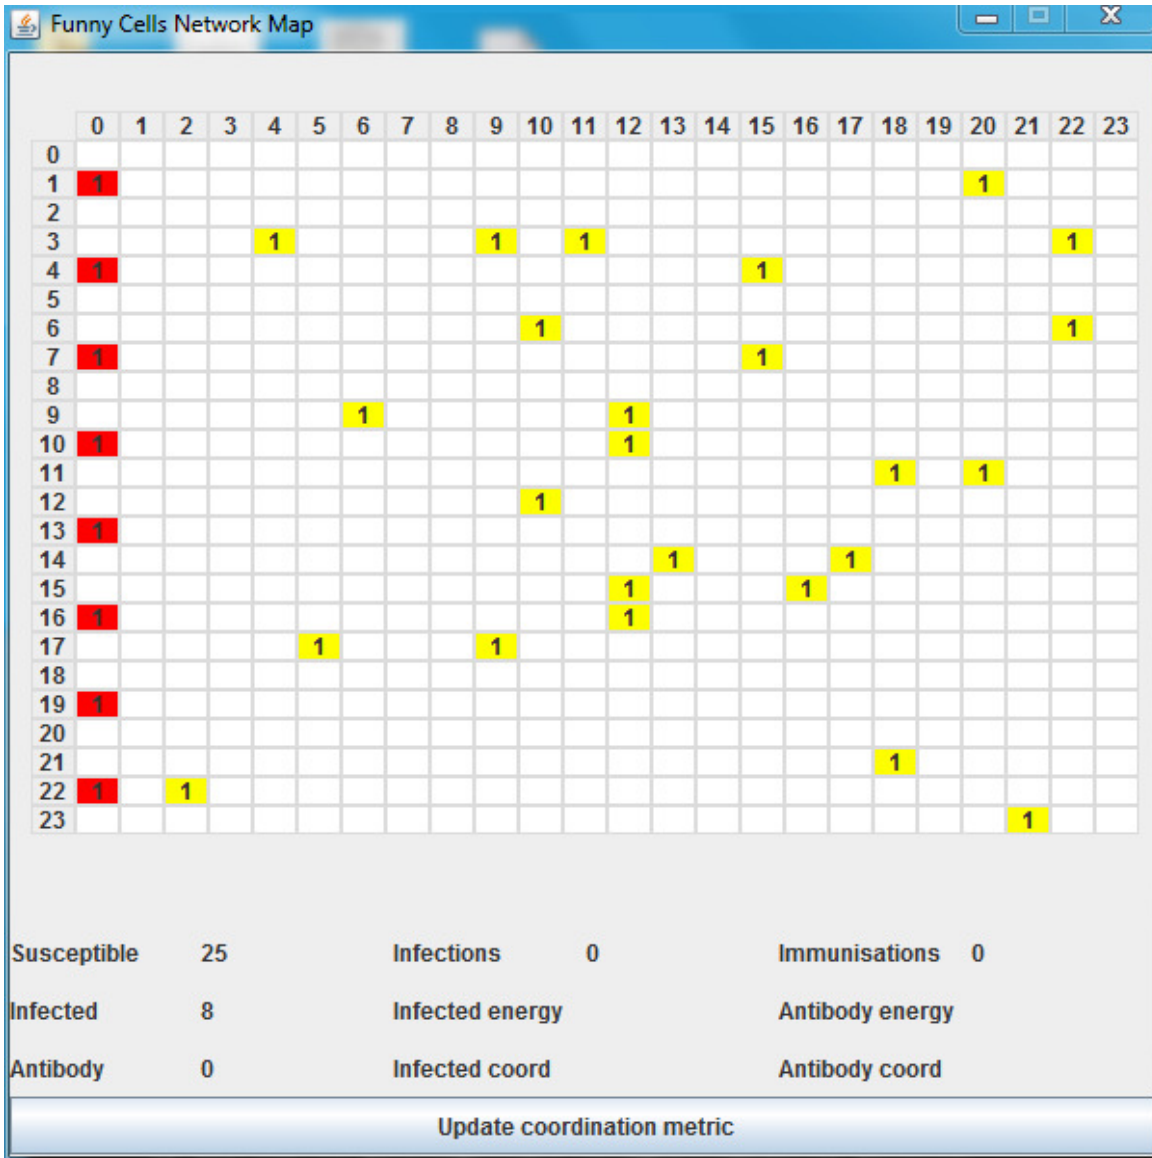 Funny Cells Network Map
0 1 2 3 4 5 6 7 8 9 10 11 12 13 14 15 16 17 18 19 20 21 22 23
0
1 1 1
2
3 1 1 1 1
4 1 1
5
6 1 1
7 1 1
8
9 1 1
10 1 1
11 1 1
12 1
13 1
14 1 1
15 1 1
16 1 1
17 1 1
18
19 1
20
21 1
22 1 1
23 1
Susceptible 25 Infections 0 Immunisations 0
Infected 8 Infected energy Antibody energy
Antibody 0 Infected coord Antibody coord
Update coordination metric